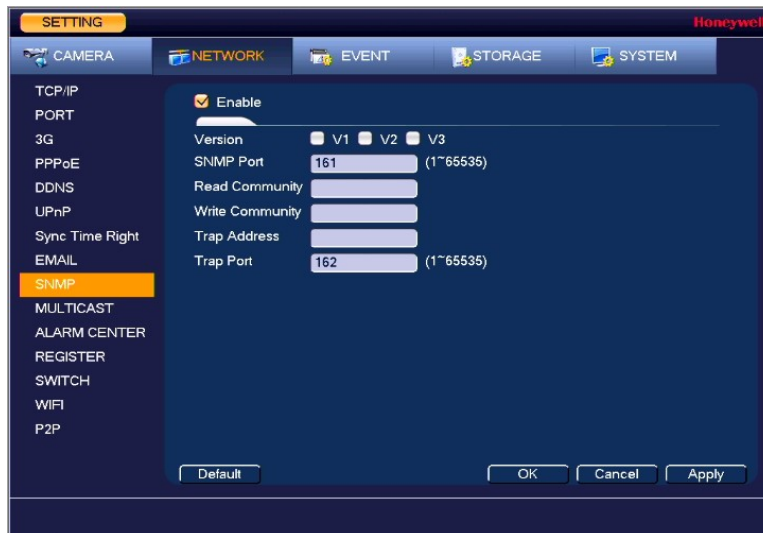 SETTING
Honeywell
CAMERA NETWORK EVENT STORAGE SYSTEM
TCP/IP
PORT
3G
PPPoE
DDNS
UPnP
Sync Time Right
EMAIL
SNMP
MULTICAST
ALARM CENTER
REGISTER
SWITCH
WIFI
P2P
Enable
Version V1 V2 V3
SNMP Port 161 (1~65535)
Read Community
Write Community
Trap Address
Trap Port 162 (1~65535)
Default OK Cancel Apply